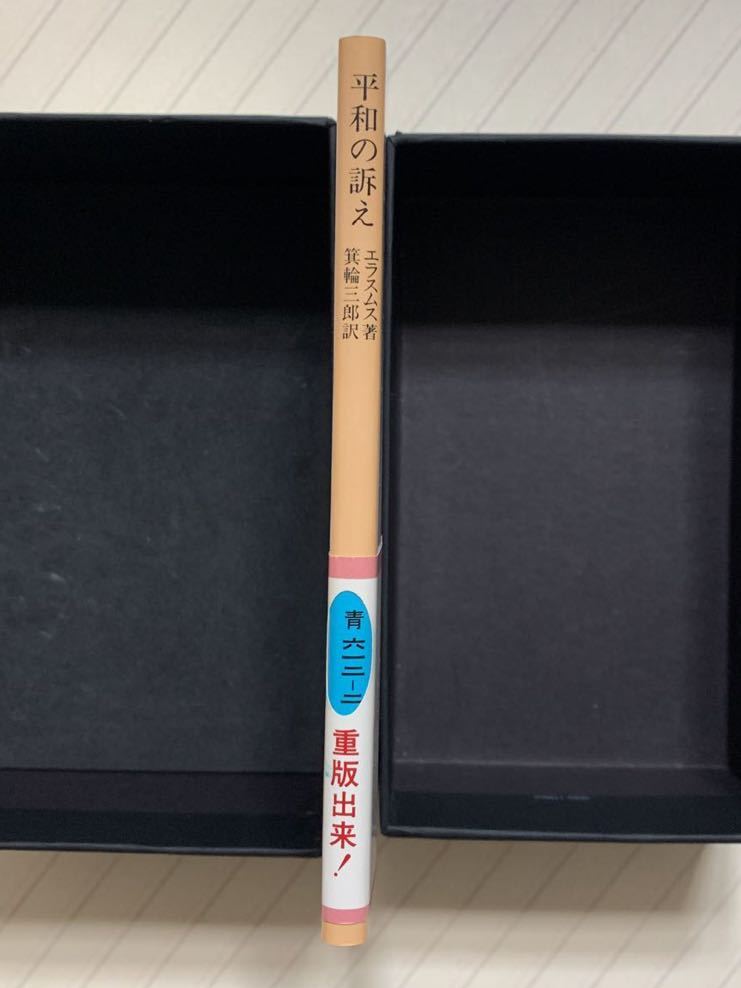 平和の訴え
エラスムス著
箕輪三郎訳
青 六一二-二
重版出来!